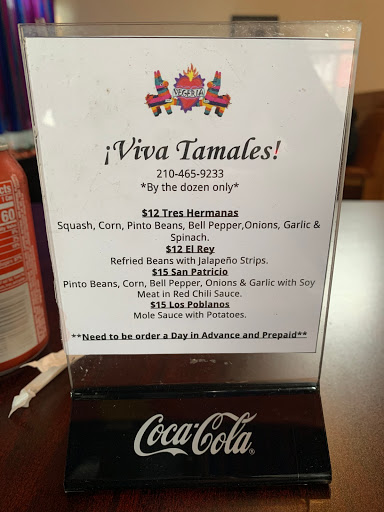 VEGERIA
¡Viva Tamales!
210-465-9233
*By the dozen only*
$12 Tres Hermanas
Squash, Corn, Pinto Beans, Bell Pepper,Onions, Garlic &
Spinach.
$12 El Rey
Refried Beans with Jalapeño Strips.
$15 San Patricio
Pinto Beans, Corn, Bell Pepper, Onions & Garlic with Soy
Meat in Red Chili Sauce.
$15 Los Poblanos
Mole Sauce with Potatoes.
**Need to be order a Day in Advance and Prepaid**
Coca-Cola
60